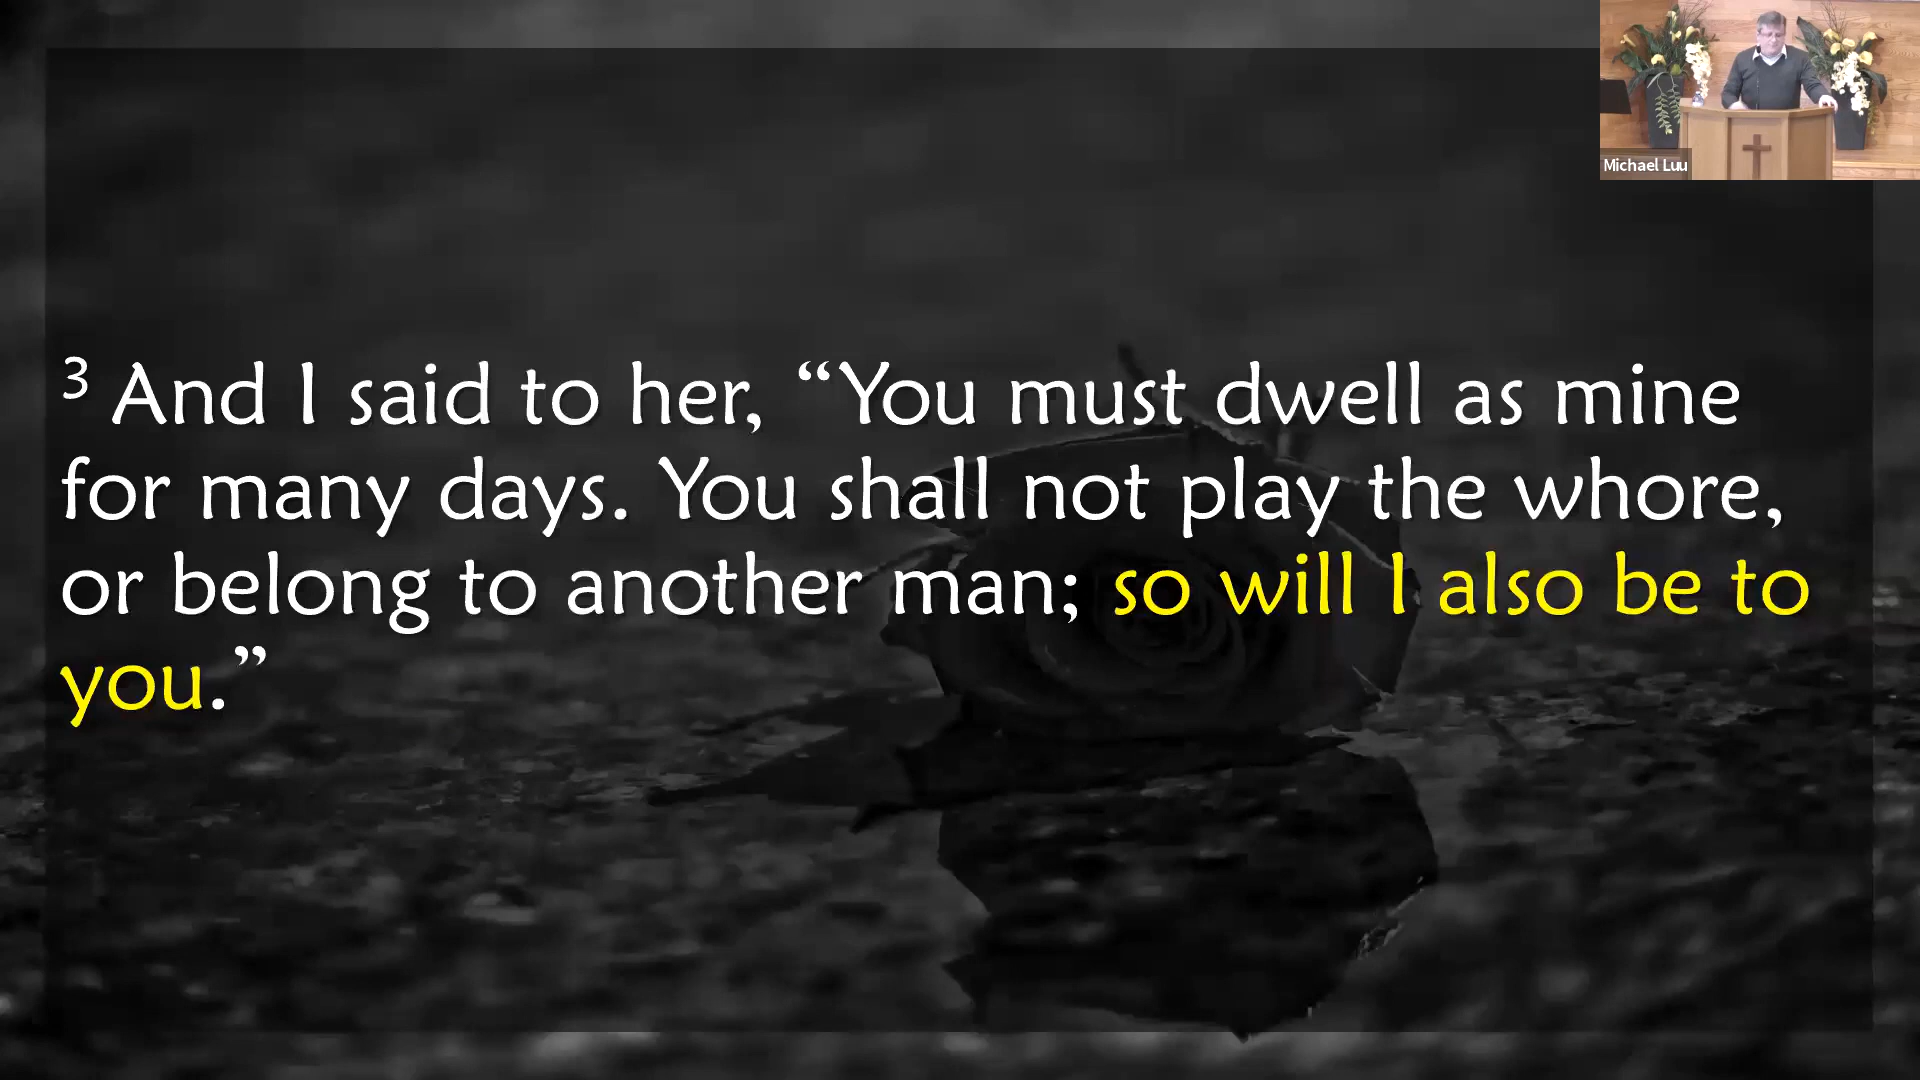 Michael Luu
3 And I said to her, “You must dwell as mine
for many days. You shall not play the whore,
or belong to another man; so will I also be to
you.”